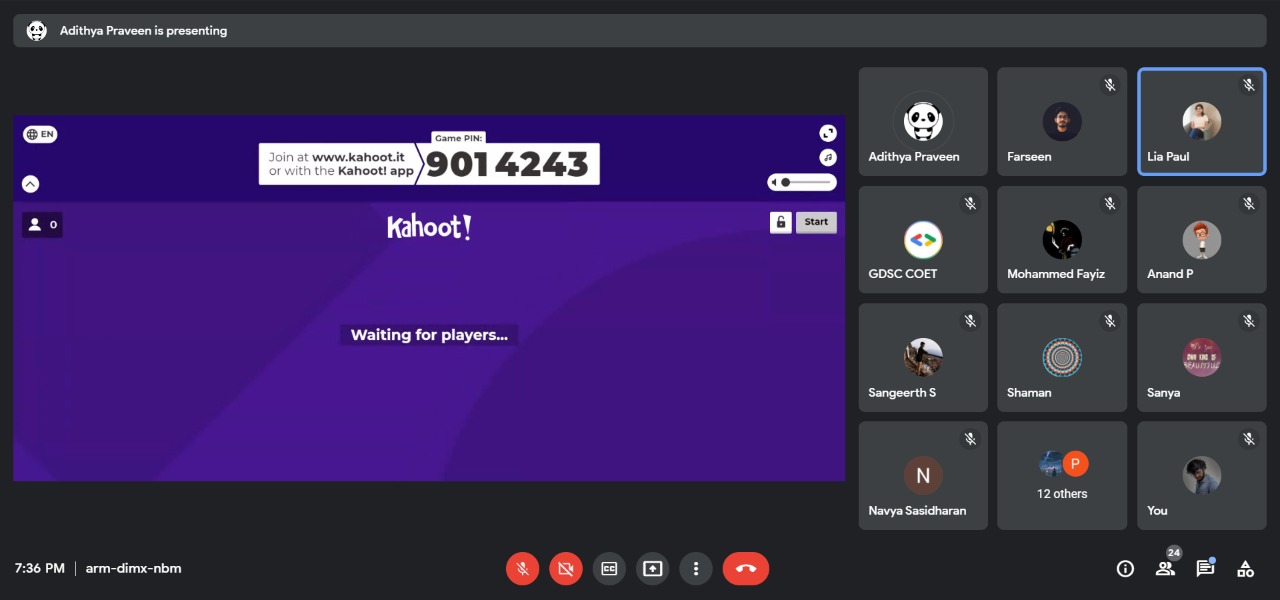 Adithya Praveen is presenting
EN
Game PIN:
Join at www.kahoot.it
or with the Kahoot! app
901 4243
0
Kahoot!
Start
Waiting for players...
Adithya Praveen
Farseen
Lia Paul
GDSC COET
Mohammed Fayiz
Anand P
Sangeerth S
Shaman
Sanya
N
Navya Sasidharan
P
12 others
You
7:36 PM | arm-dimx-nbm
CC
24